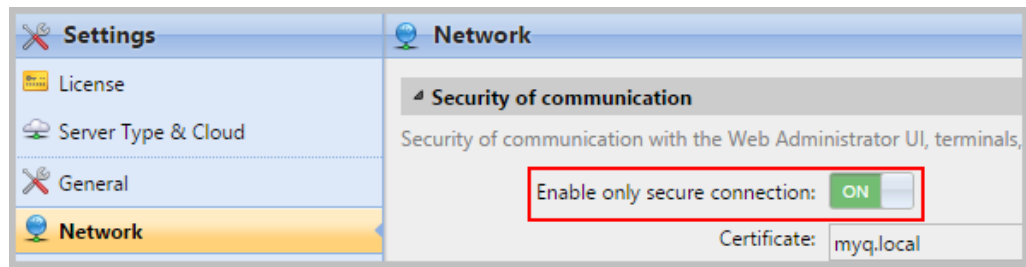 Settings
License
Server Type & Cloud
General
Network
Network
Security of communication
Security of communication with the Web Administrator UI, terminals,
Enable only secure connection: ON
Certificate: myq.local